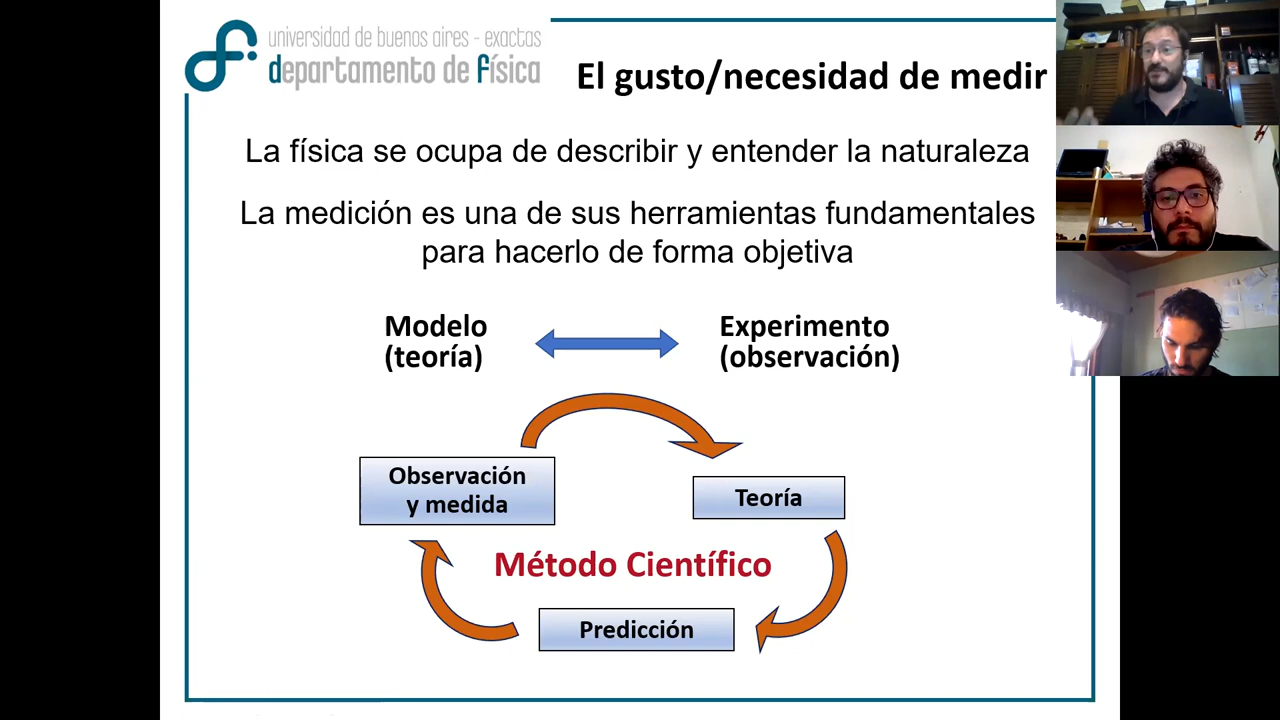 universidad de buenos aires - exactas
departamento de física
El gusto/necesidad de medir
La física se ocupa de describir y entender la naturaleza
La medición es una de sus herramientas fundamentales
para hacerlo de forma objetiva
Modelo
(teoría)
Experimento
(observación)
Observación
y medida
Teoría
Método Científico
Predicción